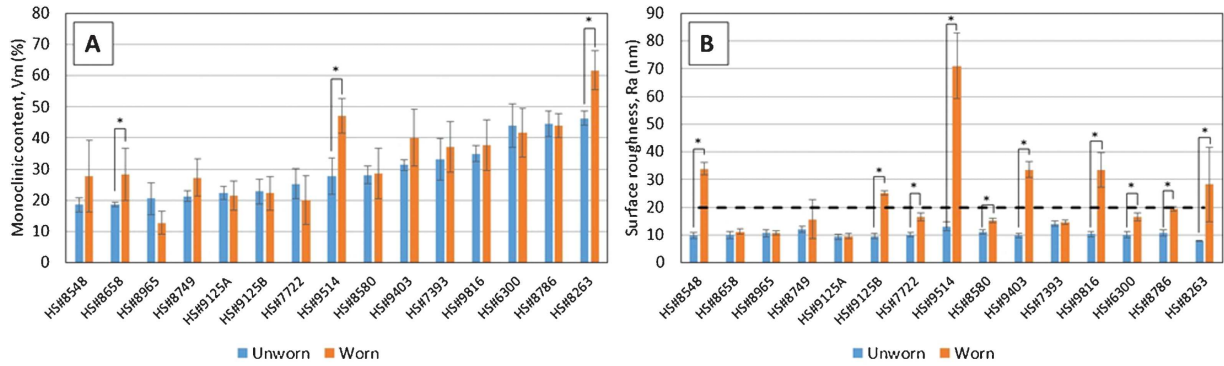 A
Monoclinic content, Vm (%)
80
70
60
50
40
30
20
10
0
* * * *
HS#8548 HS#8658 HS#8965 HS#8749 HS#9125A HS#9125B HS#7722 HS#9514 HS#8580 HS#9403 HS#7393 HS#9816 HS#6300 HS#8786 HS#8263
Unworn Worn
B
Surface roughness, Ra (nm)
90
80
70
60
50
40
30
20
10
0
* * * * * * * * * *
HS#8548 HS#8658 HS#8965 HS#8749 HS#9125A HS#9125B HS#7722 HS#9514 HS#8580 HS#9403 HS#7393 HS#9816 HS#6300 HS#8786 HS#8263
Unworn Worn